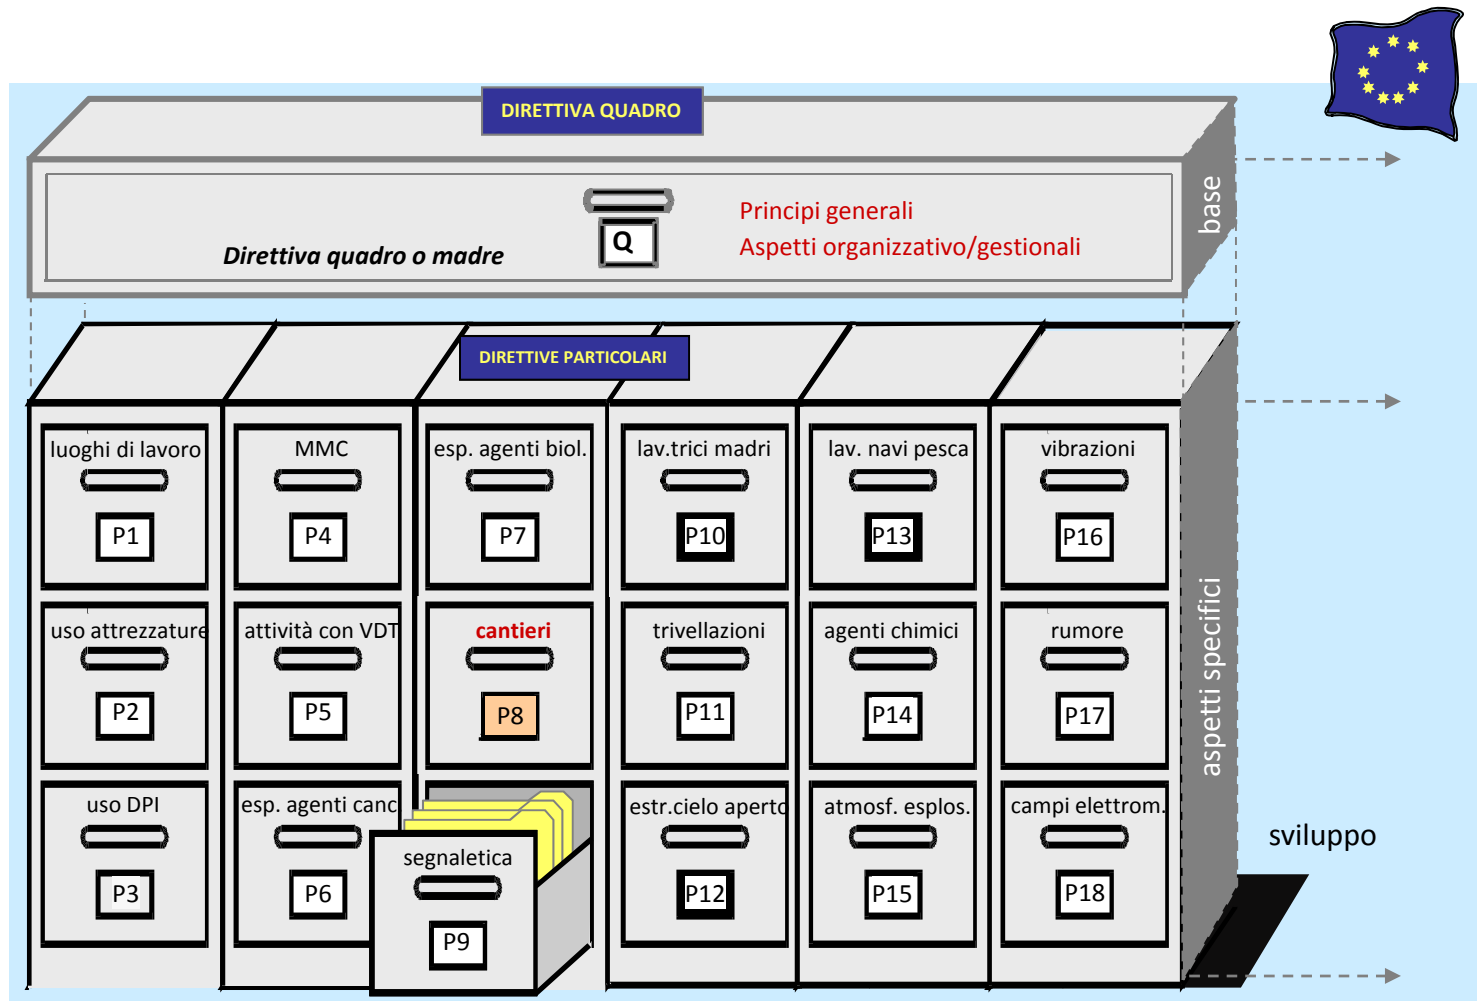 DIRETTIVA QUADRO
Principi generali
Q
Direttiva quadro o madre
Aspetti organizzativo/gestionali
base
DIRETTIVE PARTICOLARI
luoghi di lavoro
MMC
esp. agenti biol.
lav.trici madri
lav. navi pesca
vibrazioni
P1
P4
P7
P10
P13
P16
uso attrezzature
attività con VDT
cantieri
trivellazioni
agenti chimici
rumore
P2
P5
P8
P11
P14
P17
uso DPI
esp. agenti canc.
segnaletica
estr.cielo aperto
atmosf. esplos.
campi elettrom.
P3
P6
P9
P12
P15
P18
aspetti specifici
sviluppo